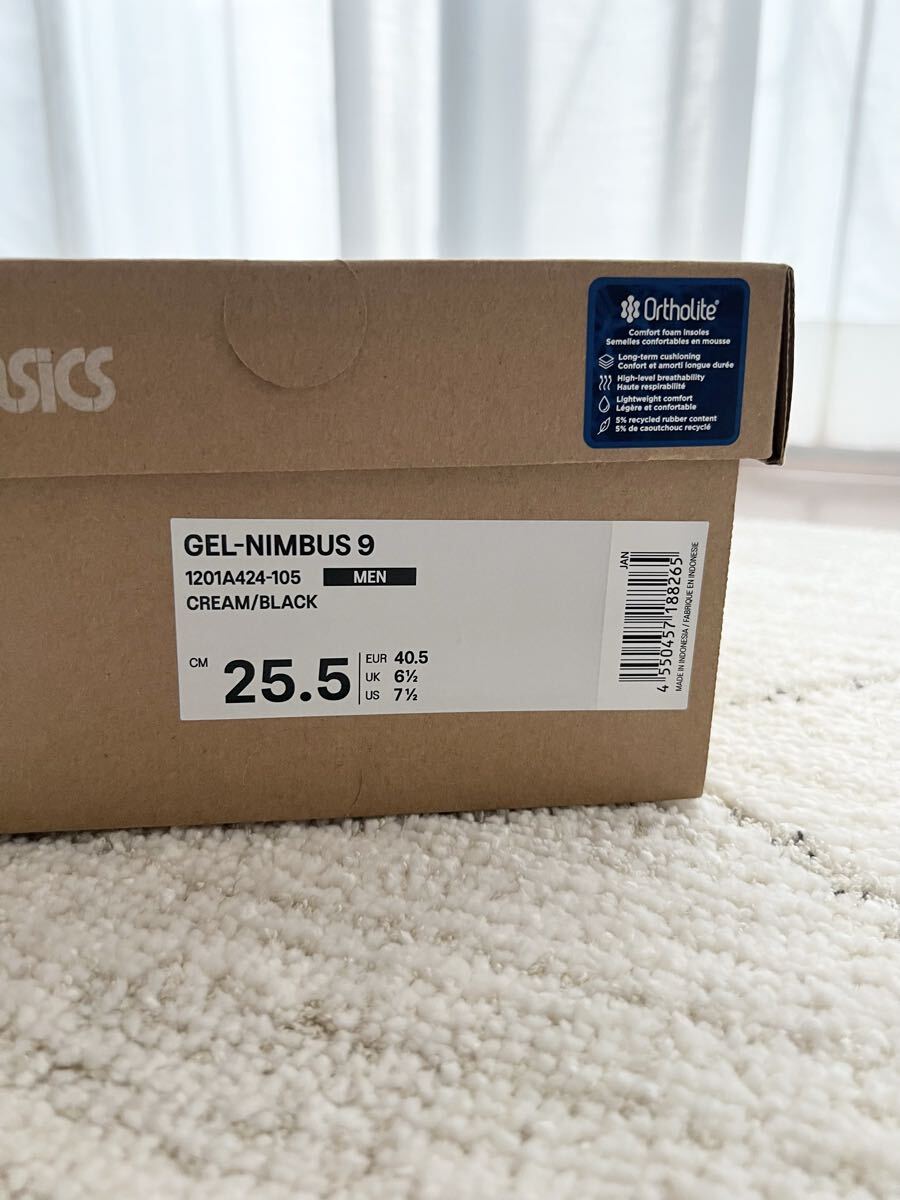 asics
Ortholite®
Comfort foam insoles
Semelles confortables en mousse
Long-term cushioning
Confort et amorti longue durée
High-level breathability
Haute respirabilité
Lightweight comfort
Légère et confortable
5% recycled rubber content
5% de caoutchouc recyclé
GEL-NIMBUS 9
1201A424-105 MEN
CREAM/BLACK
CM 25.5
EUR 40.5
UK 6½
US 7½
JAN
4 550457 188265
MADE IN INDONESIA / FABRIQUE EN INDONESIE